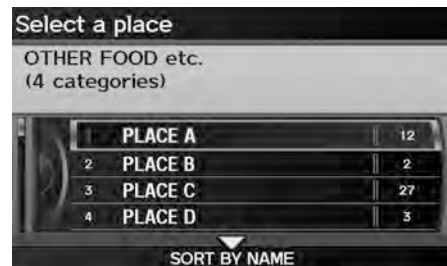 Select a place
OTHER FOOD etc.
(4 categories)
1 PLACE A 12
2 PLACE B 2
3 PLACE C 27
4 PLACE D 3
SORT BY NAME